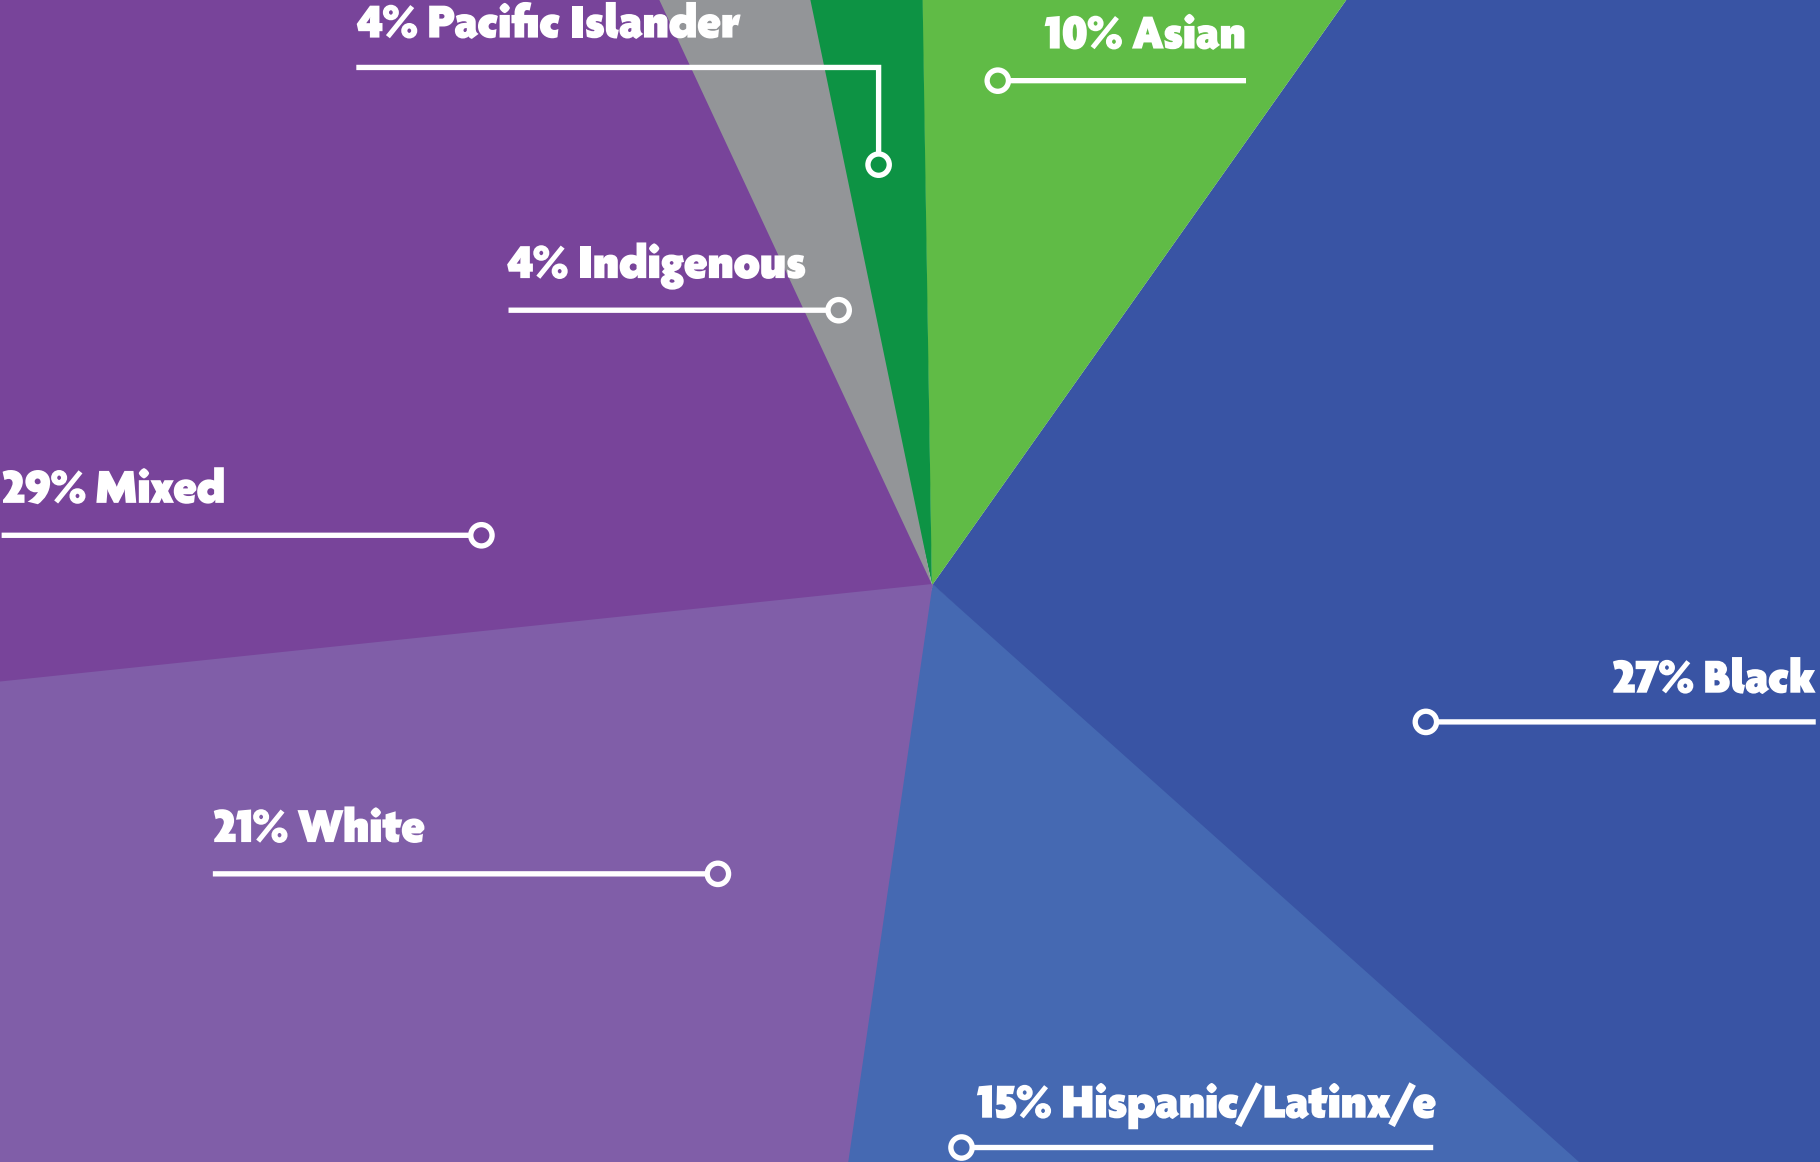 4% Pacific Islander
10% Asian
4% Indigenous
29% Mixed
27% Black
21% White
15% Hispanic/Latinx/e